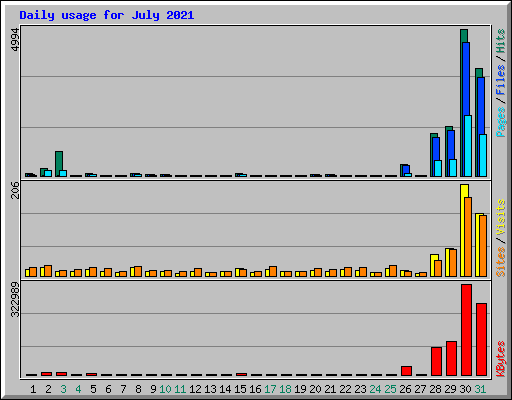 Daily usage for July 2021
4994
Pages / Files / Hits
206
Sites / Visits
322989
KBytes
1 2 3 4 5 6 7 8 9 10 11 12 13 14 15 16 17 18 19 20 21 22 23 24 25 26 27 28 29 30 31